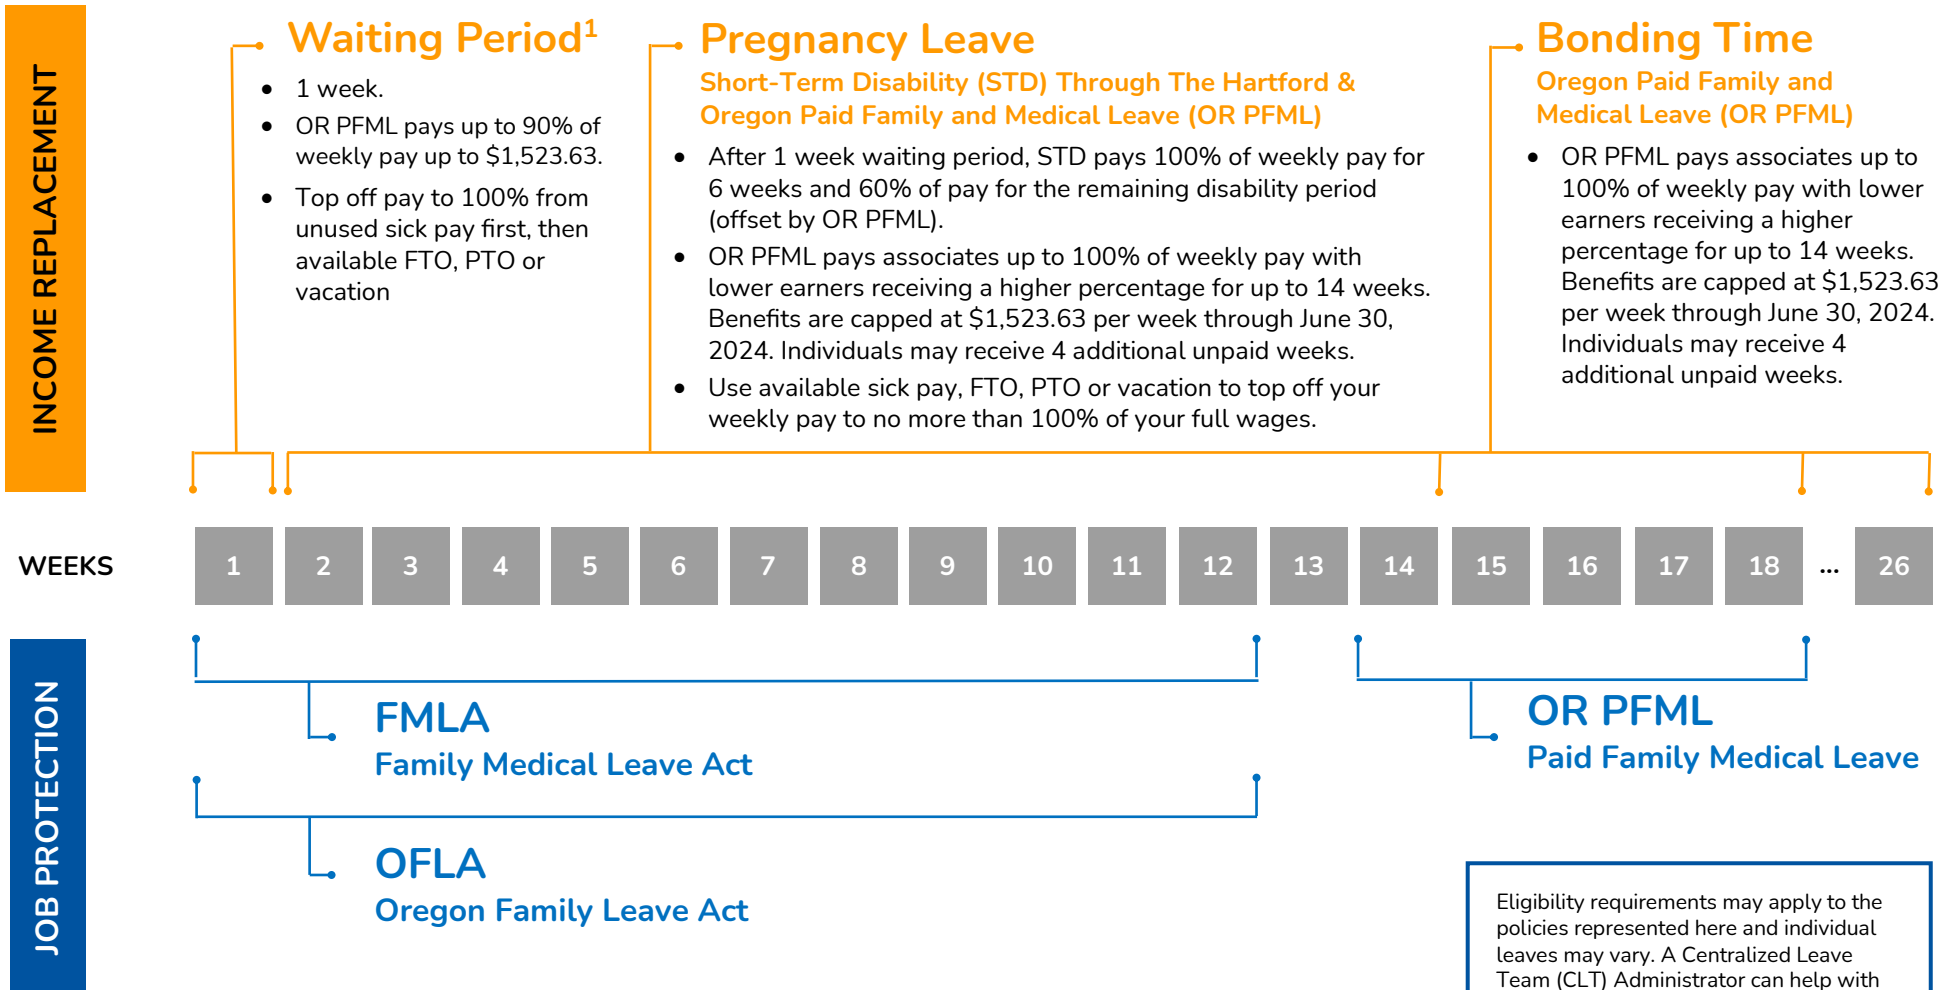 INCOME REPLACEMENT
Waiting Period1
• 1 week.
• OR PFML pays up to 90% of
weekly pay up to $1,523.63.
• Top off pay to 100% from
unused sick pay first, then
available FTO, PTO or
vacation
Pregnancy Leave
Short-Term Disability (STD) Through The Hartford &
Oregon Paid Family and Medical Leave (OR PFML)
• After 1 week waiting period, STD pays 100% of weekly pay for
6 weeks and 60% of pay for the remaining disability period
(offset by OR PFML).
• OR PFML pays associates up to 100% of weekly pay with
lower earners receiving a higher percentage for up to 14 weeks.
Benefits are capped at $1,523.63 per week through June 30,
2024. Individuals may receive 4 additional unpaid weeks.
• Use available sick pay, FTO, PTO or vacation to top off your
weekly pay to no more than 100% of your full wages.
Bonding Time
Oregon Paid Family and
Medical Leave (OR PFML)
• OR PFML pays associates up to
100% of weekly pay with lower
earners receiving a higher
percentage for up to 14 weeks.
Benefits are capped at $1,523.63
per week through June 30, 2024.
Individuals may receive 4
additional unpaid weeks.
WEEKS 1 2 3 4 5 6 7 8 9 10 11 12 13 14 15 16 17 18 ... 26
JOB PROTECTION
FMLA
Family Medical Leave Act
OR PFML
Paid Family Medical Leave
OFLA
Oregon Family Leave Act
Eligibility requirements may apply to the
policies represented here and individual
leaves may vary. A Centralized Leave
Team (CLT) Administrator can help with